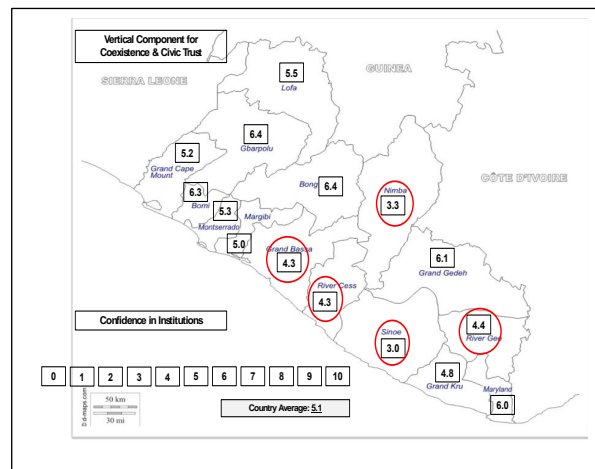 Vertical Component for
Coexistence & Civic Trust
SIERRA LEONE
GUINEA
CÔTE D'IVOIRE
5.5
Lofa
6.4
Gbarpolu
5.2
Grand Cape
Mount
6.3
Bomi
5.3
Montserrado
Margibi
5.0
Bong
6.4
Nimba
3.3
Grand Bassa
4.3
River Cess
4.3
6.1
Grand Gedeh
Sinoe
3.0
4.4
River Gee
4.8
Grand Kru
Maryland
6.0
Confidence in Institutions
0 1 2 3 4 5 6 7 8 9 10
50 km
30 mi
Country Average: 5.1
d-maps.com